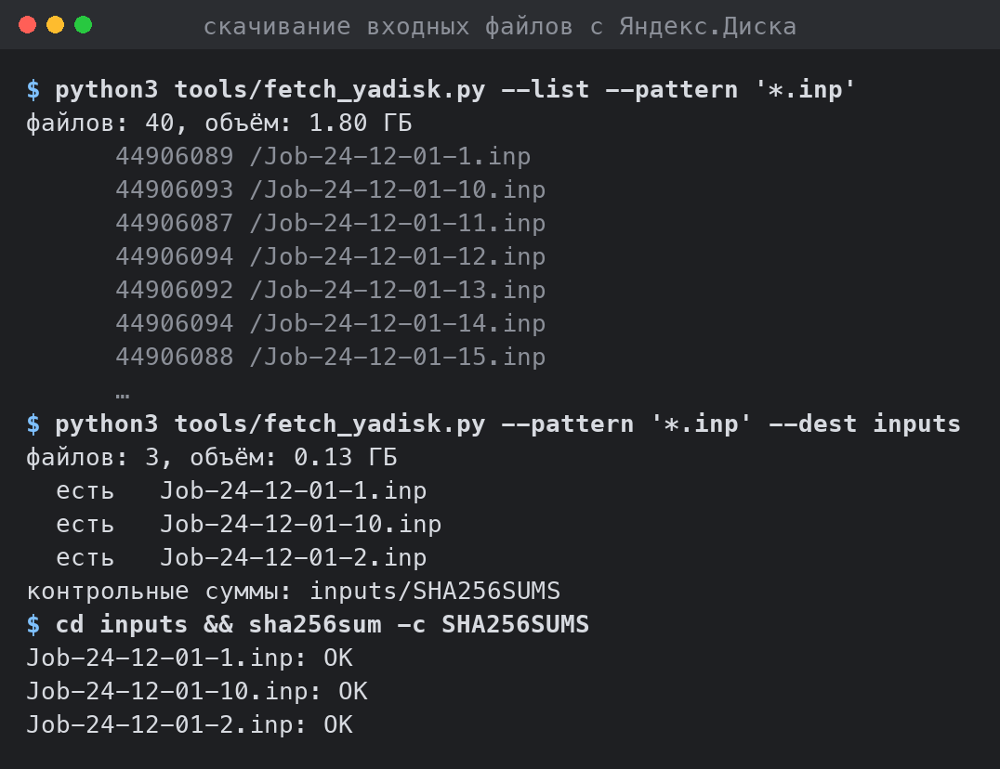 скачивание входных файлов с Яндекс.Диска
$ python3 tools/fetch_yadisk.py --list --pattern '*.inp'
файлов: 40, объём: 1.80 ГБ
44906089 /Job-24-12-01-1.inp
44906093 /Job-24-12-01-10.inp
44906087 /Job-24-12-01-11.inp
44906094 /Job-24-12-01-12.inp
44906092 /Job-24-12-01-13.inp
44906094 /Job-24-12-01-14.inp
44906088 /Job-24-12-01-15.inp
…
$ python3 tools/fetch_yadisk.py --pattern '*.inp' --dest inputs
файлов: 3, объём: 0.13 ГБ
есть   Job-24-12-01-1.inp
есть   Job-24-12-01-10.inp
есть   Job-24-12-01-2.inp
контрольные суммы: inputs/SHA256SUMS
$ cd inputs && sha256sum -c SHA256SUMS
Job-24-12-01-1.inp: OK
Job-24-12-01-10.inp: OK
Job-24-12-01-2.inp: OK